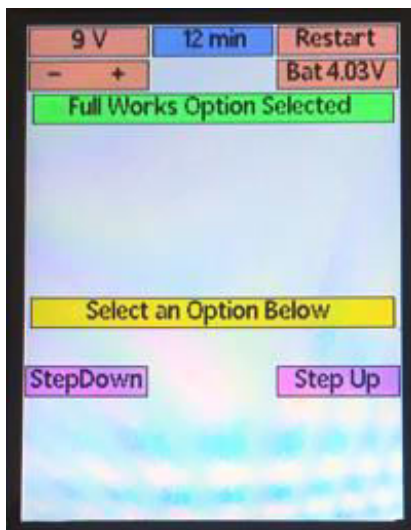 9 V 12 min Restart
- + Bat 4.03V
Full Works Option Selected
Select an Option Below
StepDown Step Up